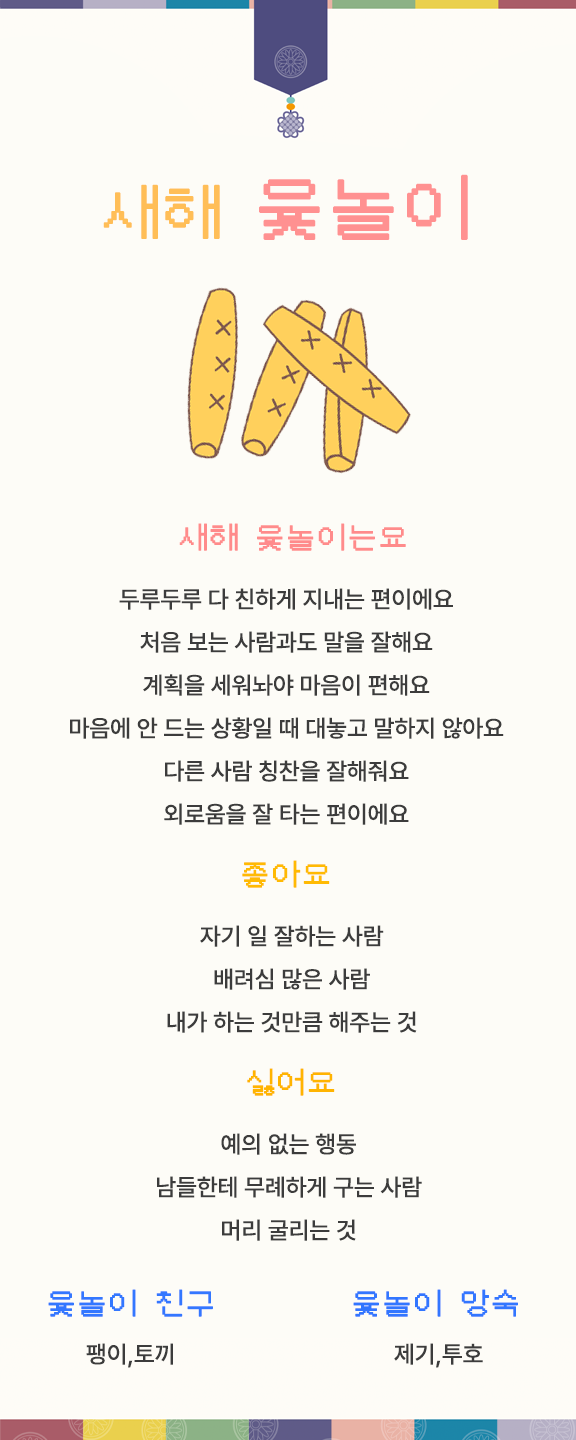 새해 윷놀이
새해 윷놀이는요
두루두루 다 친하게 지내는 편이에요
처음 보는 사람과도 말을 잘해요
계획을 세워놔야 마음이 편해요
마음에 안 드는 상황일 때 대놓고 말하지 않아요
다른 사람 칭찬을 잘해줘요
외로움을 잘 타는 편이에요
좋아요
자기 일 잘하는 사람
배려심 많은 사람
내가 하는 것만큼 해주는 것
싫어요
예의 없는 행동
남들한테 무례하게 구는 사람
머리 굴리는 것
윷놀이 친구
팽이,토끼
윷놀이 앙숙
제기,투호